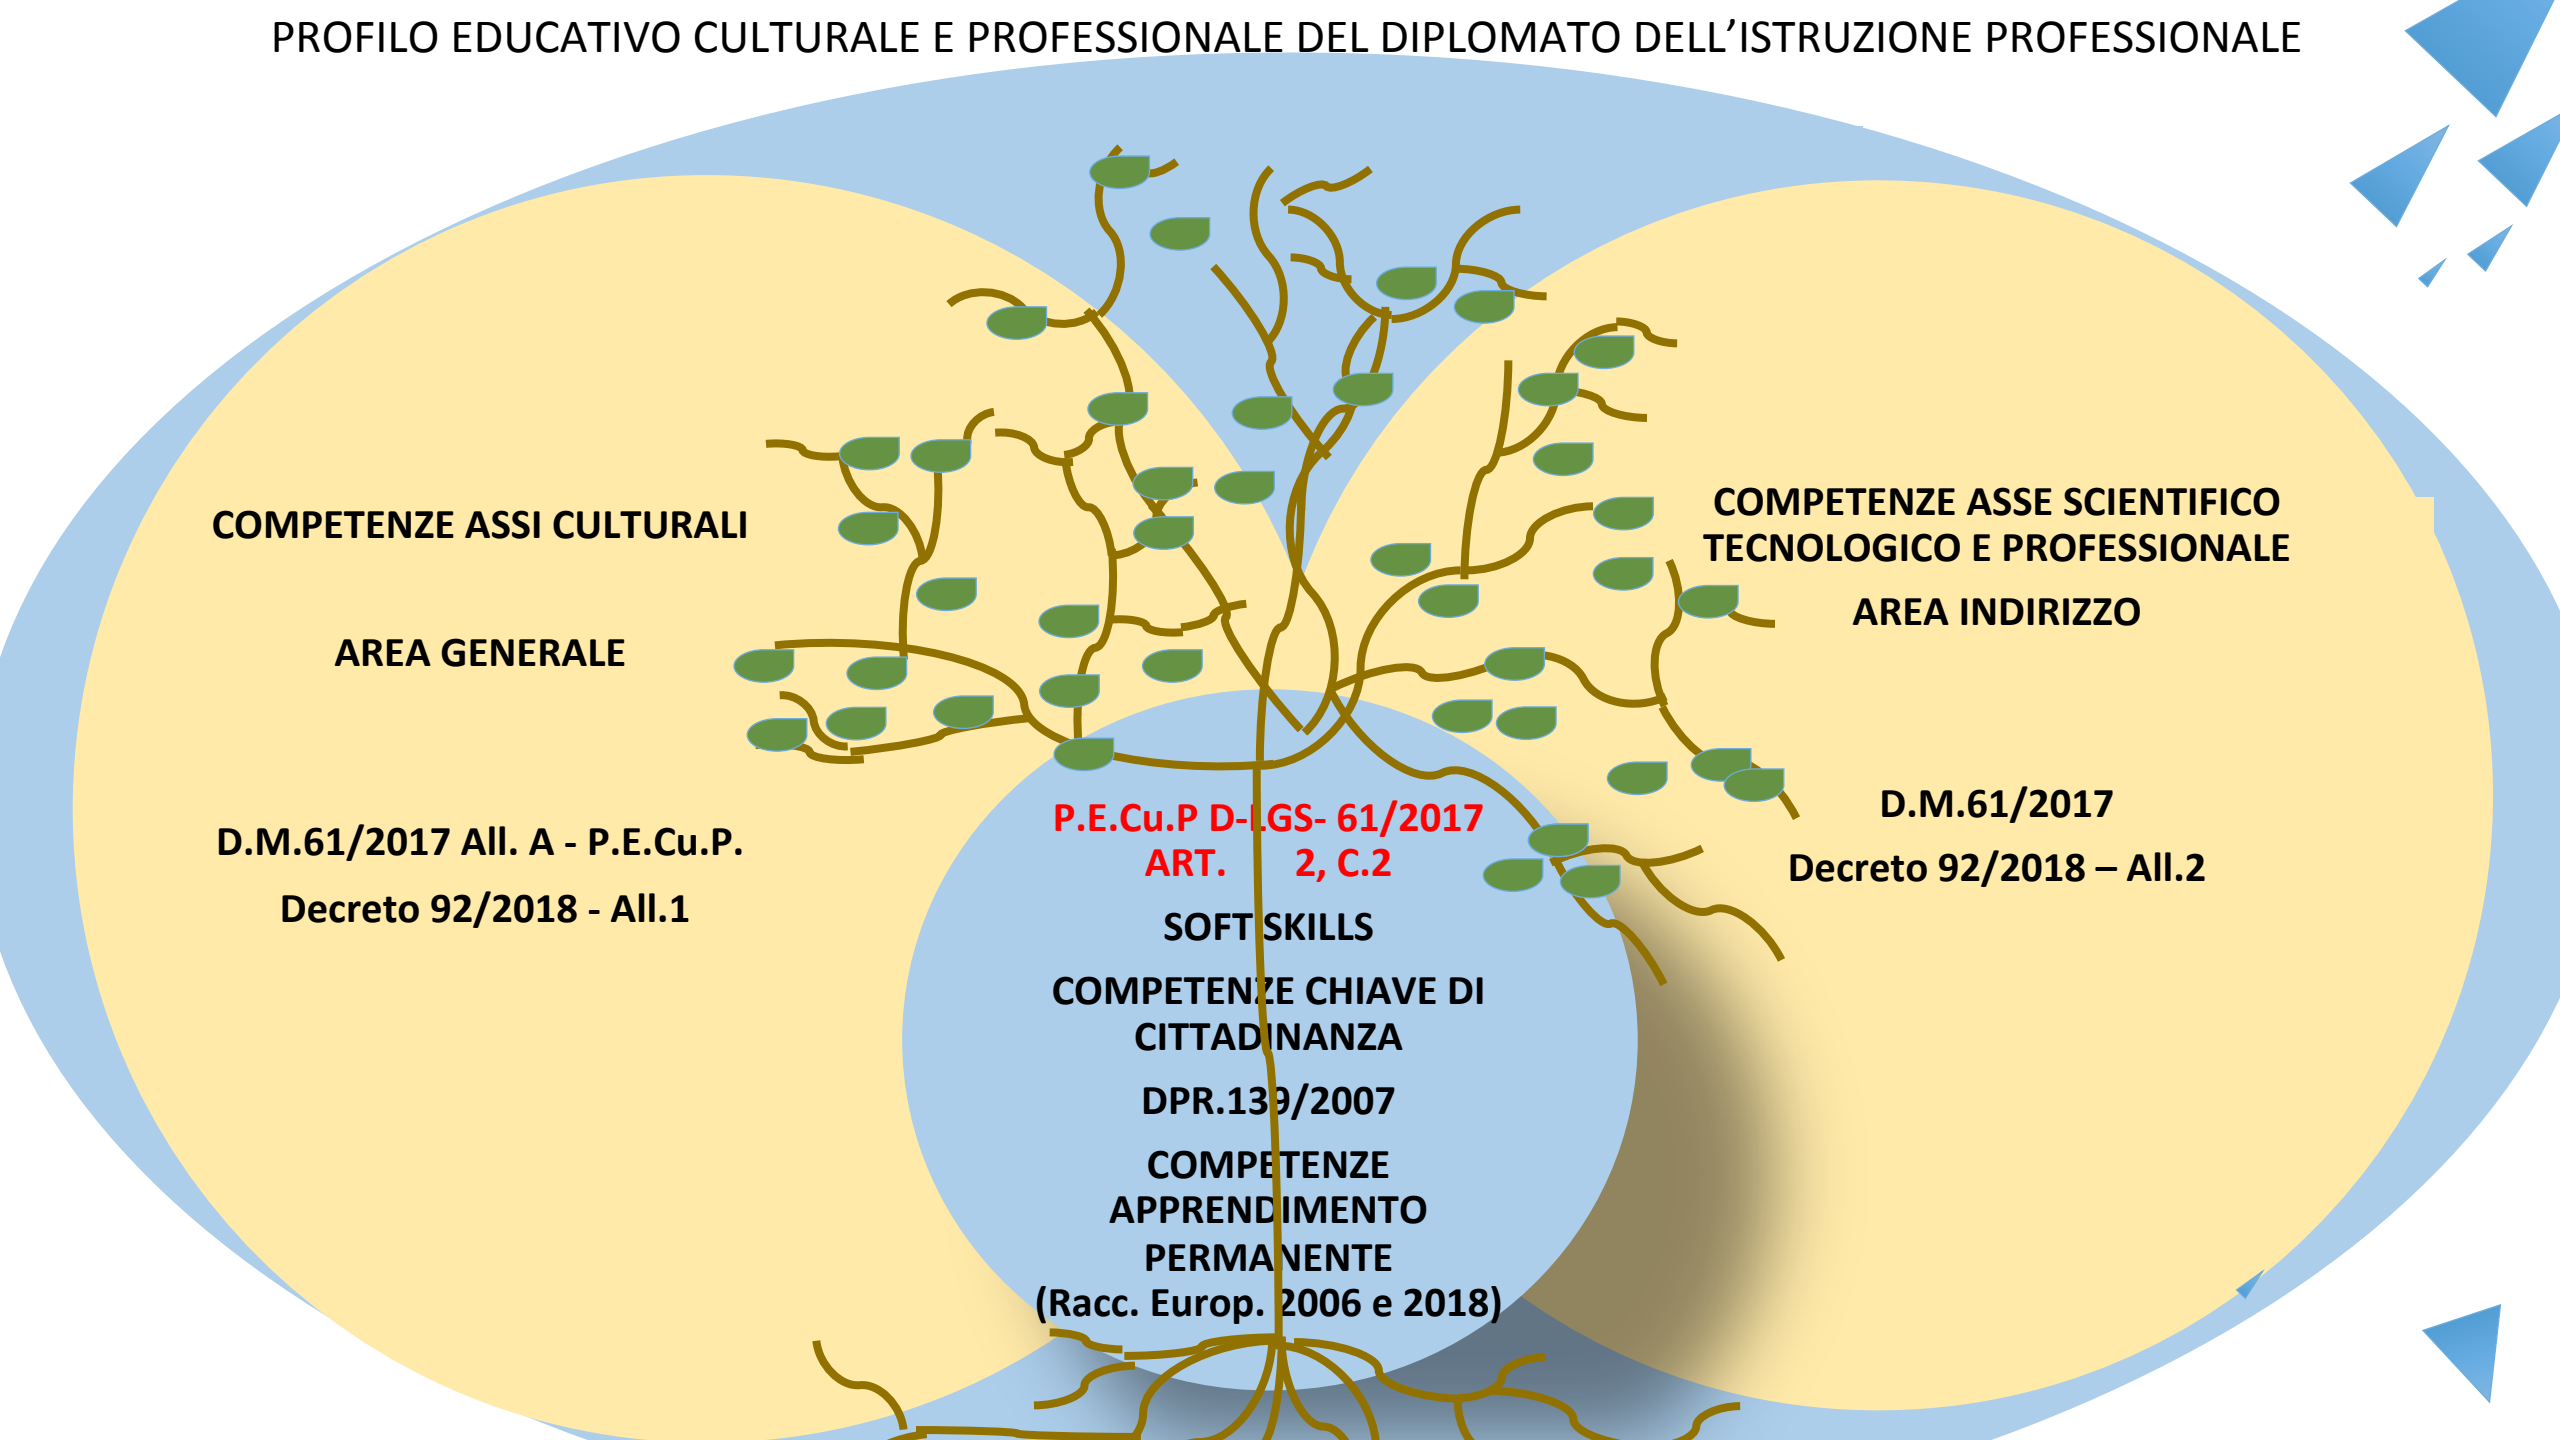 PROFILO EDUCATIVO CULTURALE E PROFESSIONALE DEL DIPLOMATO DELL’ISTRUZIONE PROFESSIONALE
COMPETENZE ASSI CULTURALI
AREA GENERALE
D.M.61/2017 All. A - P.E.Cu.P.
Decreto 92/2018 - All.1
P.E.Cu.P D-LGS- 61/2017
ART. 2, C.2
SOFT SKILLS
COMPETENZE CHIAVE DI
CITTADINANZA
DPR.139/2007
COMPETENZE
APPRENDIMENTO
PERMANENTE
(Racc. Europ. 2006 e 2018)
COMPETENZE ASSE SCIENTIFICO
TECNOLOGICO E PROFESSIONALE
AREA INDIRIZZO
D.M.61/2017
Decreto 92/2018 – All.2